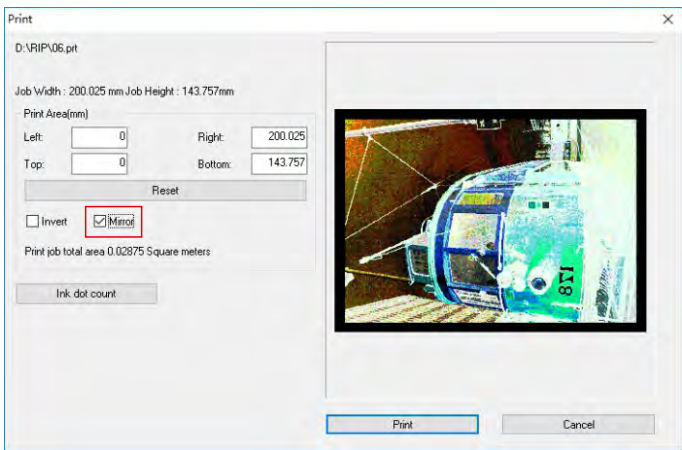 Print
D:\RIP\06.prt
Job Width : 200.025 mm Job Height : 143.757mm
Print Area(mm)
Left: 0 Right: 200.025
Top: 0 Bottom: 143.757
Reset
Invert Mirror
Print job total area 0.02875 Square meters
Ink dot count
178
Print Cancel